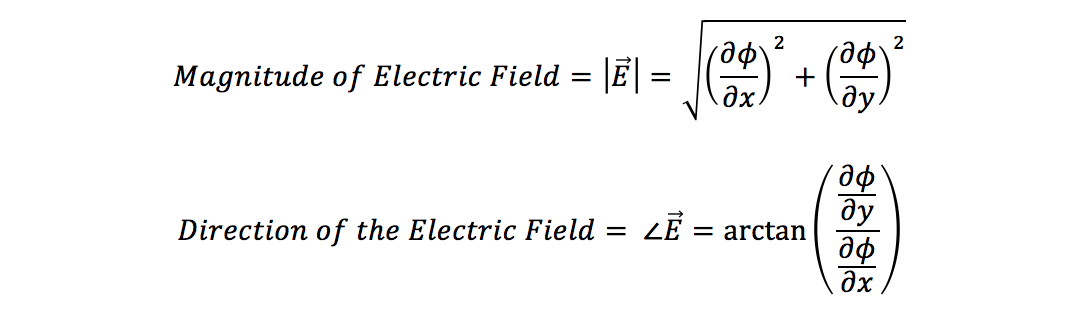 Magnitude of Electric Field = |E⃗| = √((∂ϕ/∂x)² + (∂ϕ/∂y)²)
Direction of the Electric Field = ∠E⃗ = arctan((∂ϕ/∂y)/(∂ϕ/∂x))